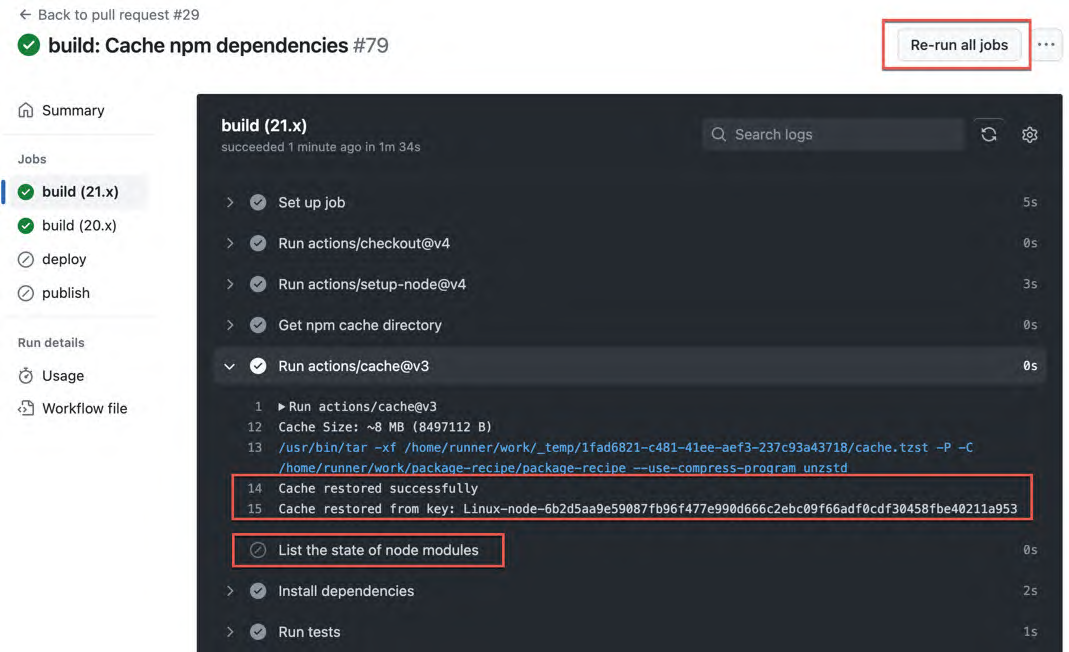 ← Back to pull request #29
build: Cache npm dependencies #79
Re-run all jobs
Summary
Jobs
build (21.x)
build (20.x)
deploy
publish
Run details
Usage
Workflow file
build (21.x)
succeeded 1 minute ago in 1m 34s
Search logs
Set up job 5s
Run actions/checkout@v4 0s
Run actions/setup-node@v4 3s
Get npm cache directory 0s
Run actions/cache@v3 0s
1 ▶ Run actions/cache@v3
12 Cache Size: ~8 MB (8497112 B)
13 /usr/bin/tar -xf /home/runner/work/_temp/1fad6821-c481-41ee-aef3-237c93a43718/cache.tzst -P -C
/home/runner/work/package-recipe/package-recipe --use-compress-program unzstd
14 Cache restored successfully
15 Cache restored from key: Linux-node-6b2d5aa9e59087fb96f477e990d666c2ebc09f66adf0cdf30458fbe40211a953
List the state of node modules 0s
Install dependencies 2s
Run tests 1s